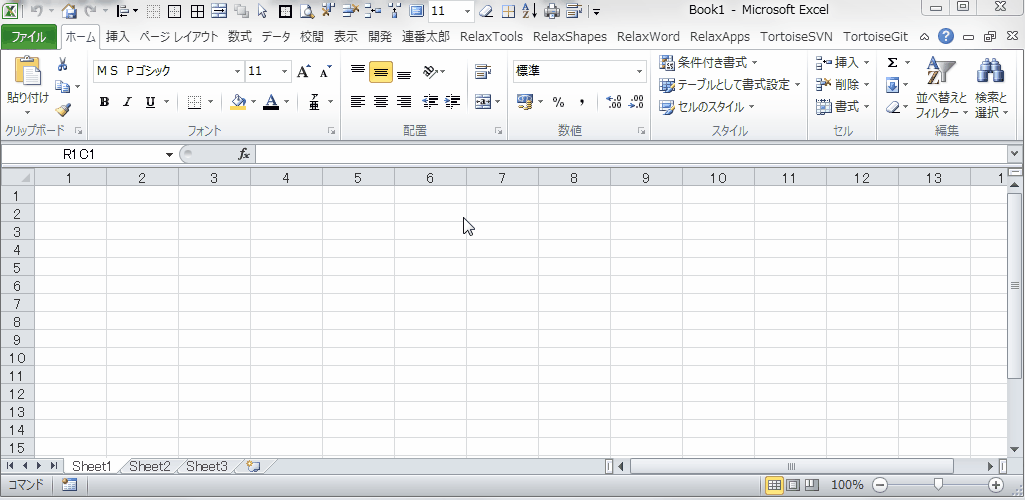 11 Book1 - Microsoft Excel
ファイル ホーム 挿入 ページ レイアウト 数式 データ 校閲 表示 開発 連番太郎 RelaxTools RelaxShapes RelaxWord RelaxApps TortoiseSVN TortoiseGit
ＭＳ Ｐゴシック 11 標準 条件付き書式 挿入 Σ
貼り付け テーブルとして書式設定 削除 並べ替えと 検索と
B I U A 亜 % , セルのスタイル 書式 フィルター 選択
クリップボード フォント 配置 数値 スタイル セル 編集
R1C1 fx
1 2 3 4 5 6 7 8 9 10 11 12 13 1
1
2
3
4
5
6
7
8
9
10
11
12
13
14
15
Sheet1 Sheet2 Sheet3
コマンド 100%